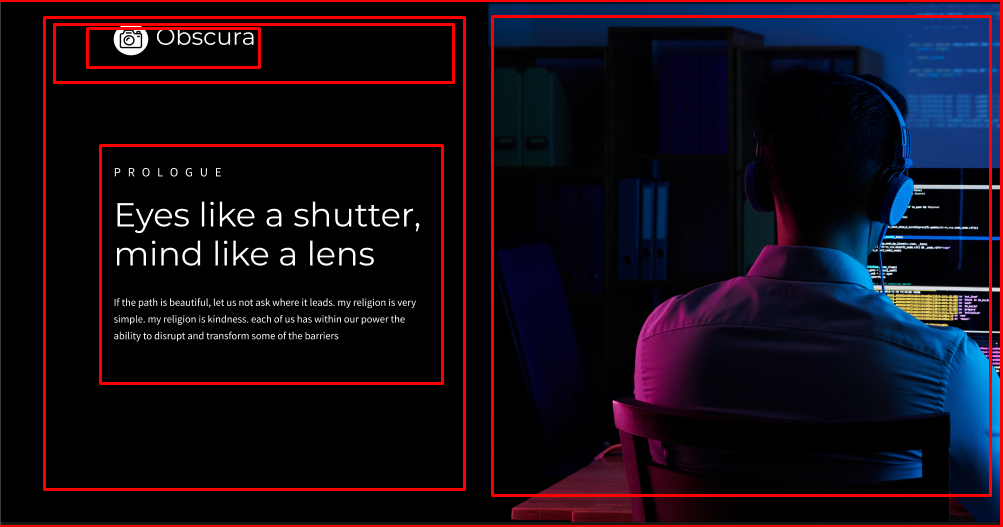 Obscura
PROLOGUE
Eyes like a shutter,
mind like a lens
If the path is beautiful, let us not ask where it leads. my religion is very
simple. my religion is kindness. each of us has within our power the
ability to disrupt and transform some of the barriers